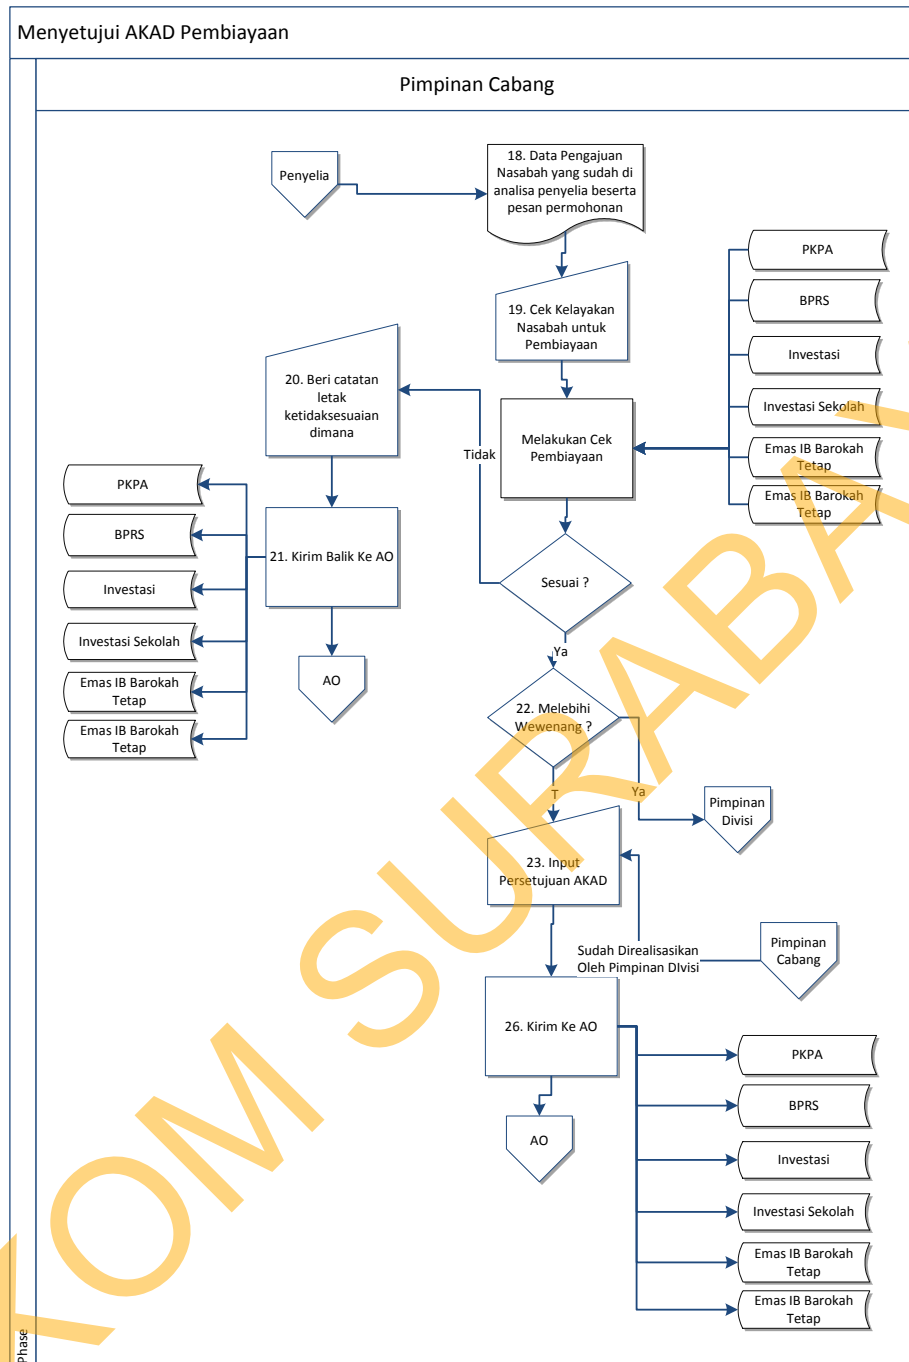 Menyetujui AKAD Pembiayaan
Pimpinan Cabang
Penyelia
18. Data Pengajuan
Nasabah yang sudah di
analisa penyelia beserta
pesan permohonan
19. Cek Kelayakan
Nasabah untuk
Pembiayaan
PKPA
BPRS
Investasi
Investasi Sekolah
Emas IB Barokah
Tetap
Emas IB Barokah
Tetap
20. Beri catatan
letak
ketidaksesuaian
dimana
Tidak
Melakukan Cek
Pembiayaan
PKPA
BPRS
Investasi
Investasi Sekolah
Emas IB Barokah
Tetap
Emas IB Barokah
Tetap
21. Kirim Balik Ke AO
AO
Sesuai ?
Ya
22. Melebihi
Wewenang ?
T
Ya
Pimpinan
Divisi
23. Input
Persetujuan AKAD
Sudah Direalisasikan
Oleh Pimpinan DIvisi
Pimpinan
Cabang
26. Kirim Ke AO
AO
PKPA
BPRS
Investasi
Investasi Sekolah
Emas IB Barokah
Tetap
Emas IB Barokah
Tetap
Phase
KOM SURABAYA